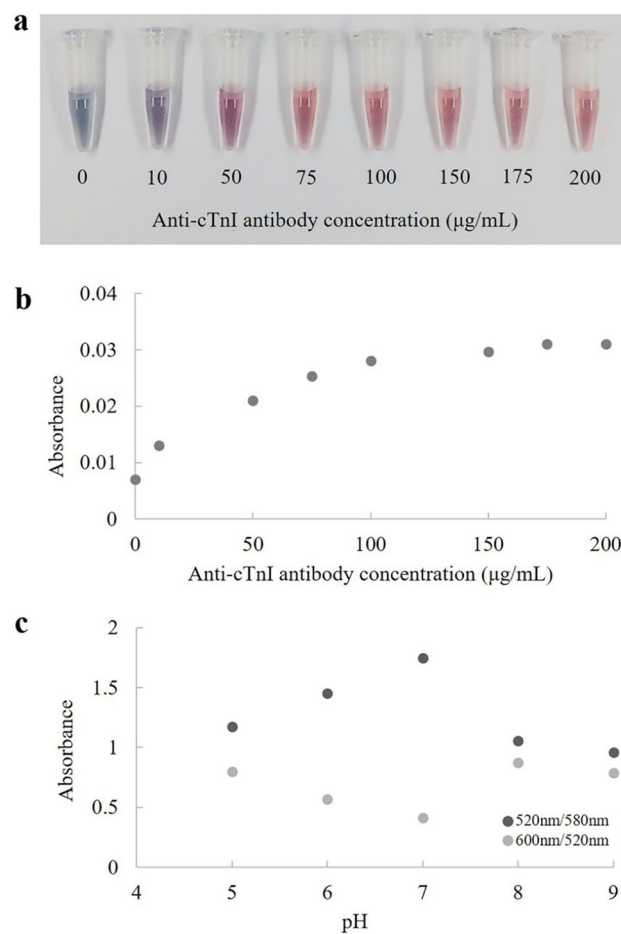 a
0 10 50 75 100 150 175 200
Anti-cTnI antibody concentration (µg/mL)
b
0.04
0.03
0.02
0.01
0
Absorbance
0 50 100 150 200
Anti-cTnI antibody concentration (µg/mL)
c
2
1.5
1
0.5
0
Absorbance
520nm/580nm
600nm/520nm
4 5 6 7 8 9
pH